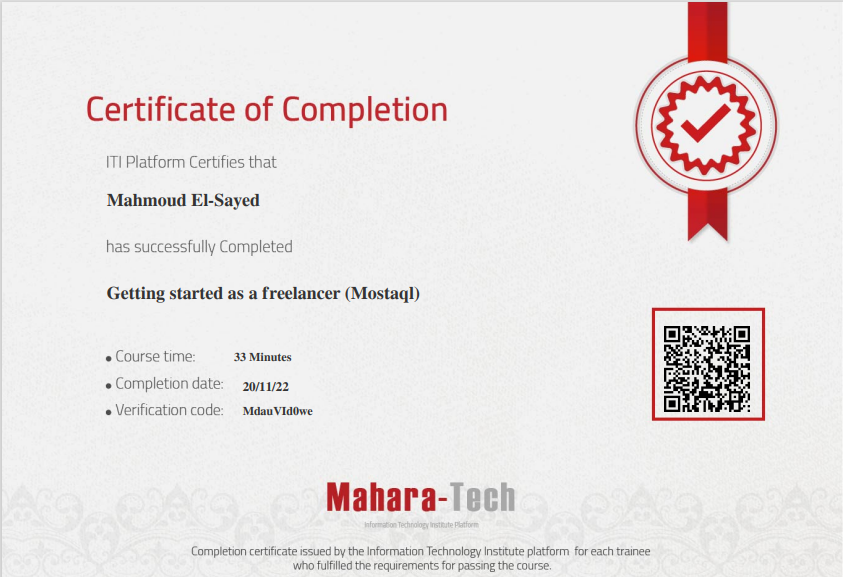 Certificate of Completion
ITI Platform Certifies that
Mahmoud El-Sayed
has successfully Completed
Getting started as a freelancer (Mostaql)
Course time: 33 Minutes
Completion date: 20/11/22
Verification code: MdauVId0we
Mahara-Tech
Information Technology Institute Platform
Completion certificate issued by the Information Technology Institute platform for each trainee
who fulfilled the requirements for passing the course.